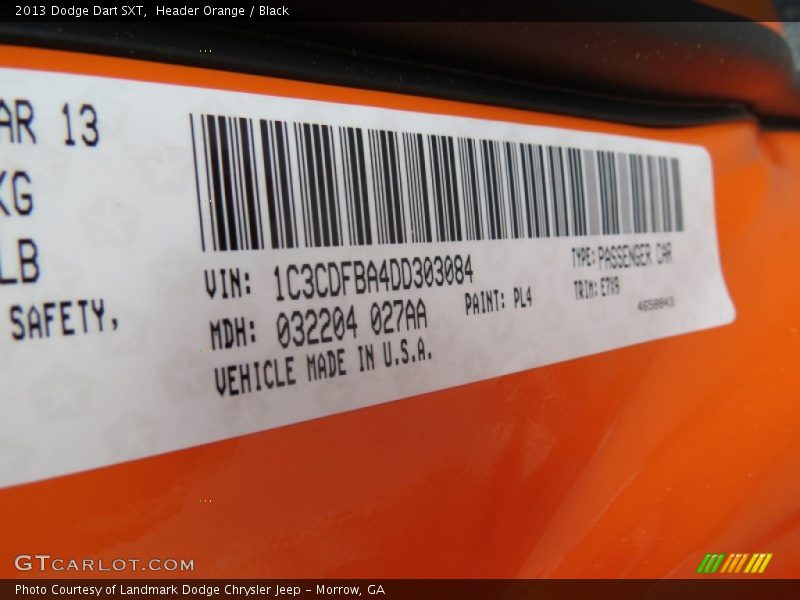 2013 Dodge Dart SXT,  Header Orange / Black
AR 13
KG
LB
SAFETY,
VIN: 1C3CDFBA4DD303084
TYPE: PASSENGER CAR
MDH: 032204 027AA
PAINT: PL4
TRIM: E7X9
VEHICLE MADE IN U.S.A.
GTCARLOT.COM
Photo Courtesy of Landmark Dodge Chrysler Jeep - Morrow, GA